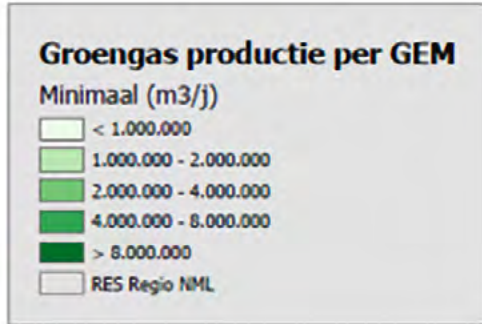 Groengas productie per GEM
Minimaal (m3/j)
< 1.000.000
1.000.000 - 2.000.000
2.000.000 - 4.000.000
4.000.000 - 8.000.000
> 8.000.000
RES Regio NML